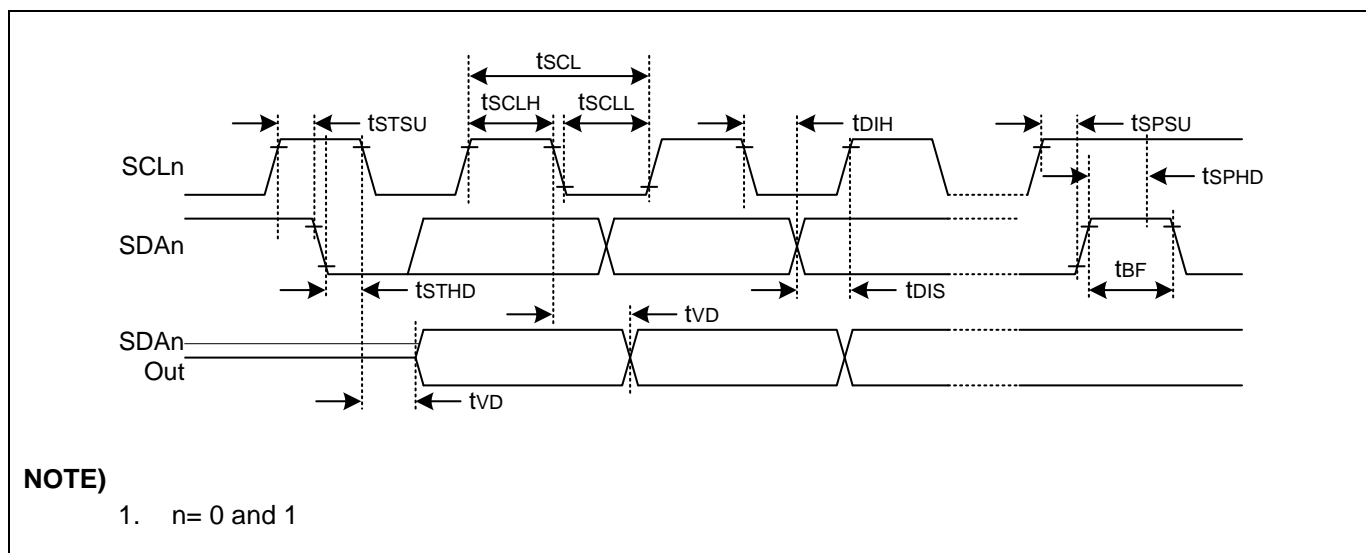 tSCL
tSCLH tSCLL
tSTSU tDIH tSPSU
SCLn
tSPHD
SDAn
tBF
tSTHD tDIS
tVD
SDAn
Out
tVD
NOTE)
1. n= 0 and 1